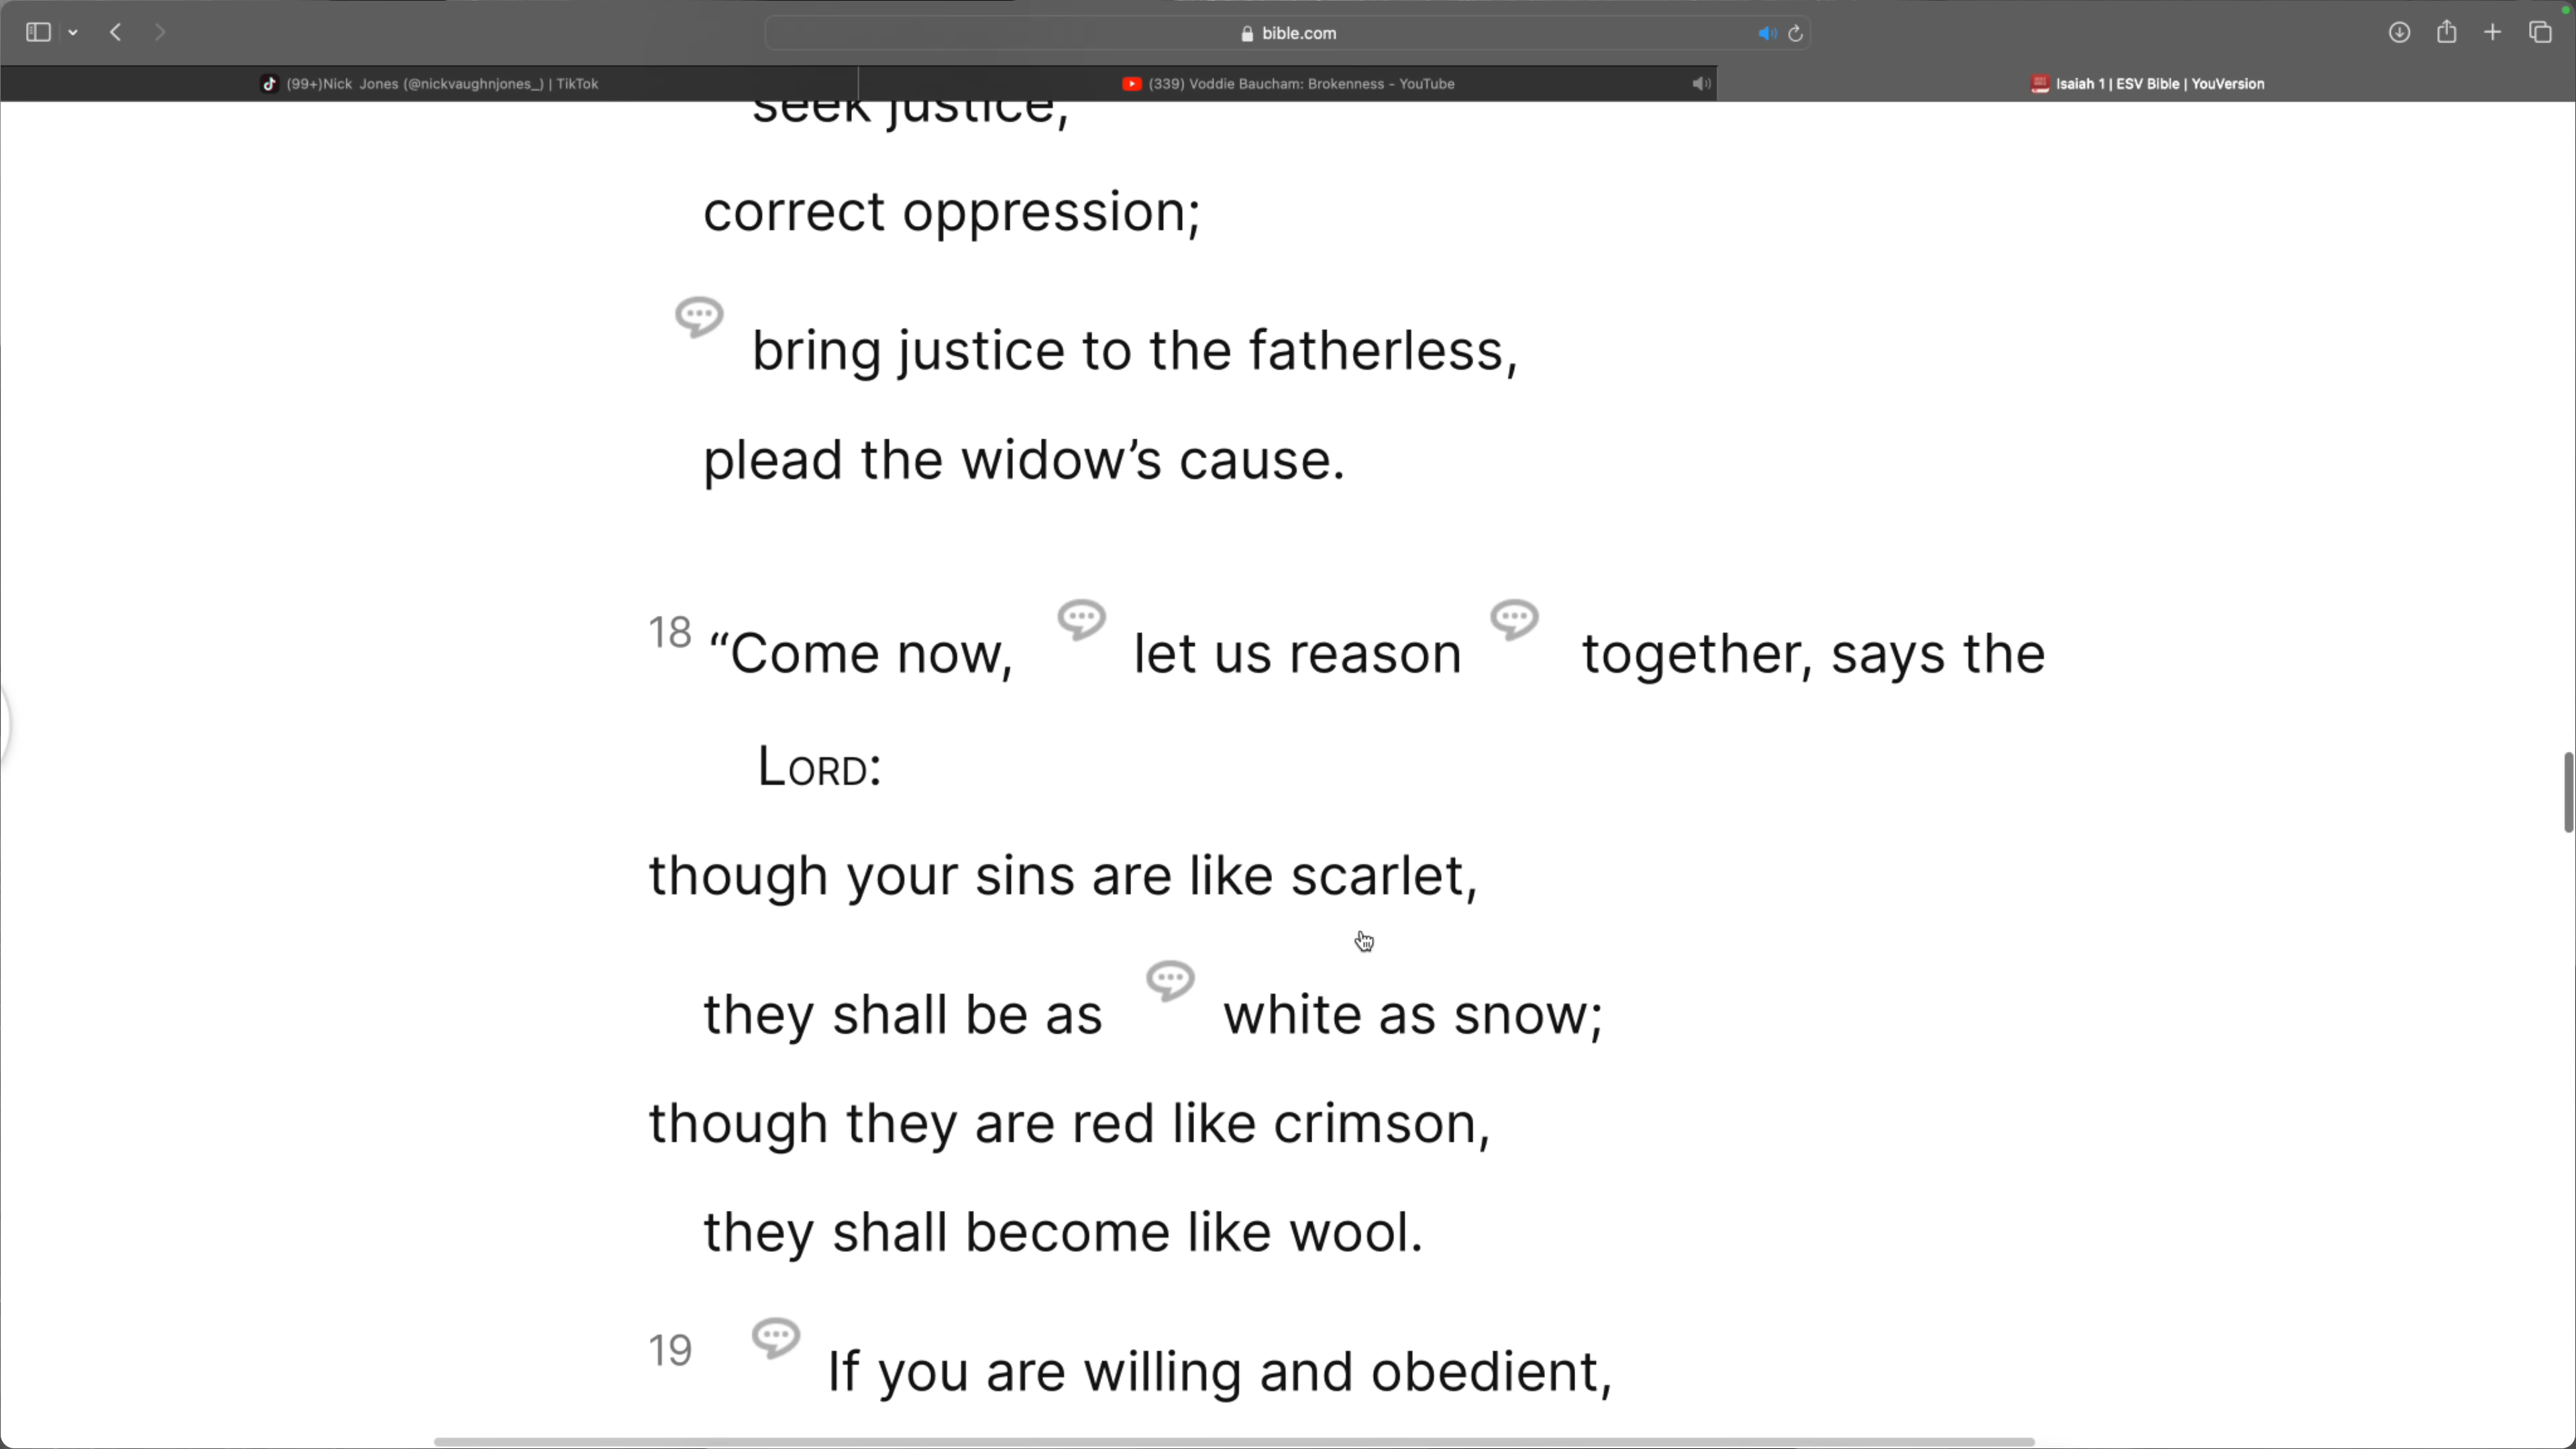 bible.com
(99+)Nick Jones (@nickvaughnjones_) | TikTok
(339) Voddie Baucham: Brokenness - YouTube
Isaiah 1 | ESV Bible | YouVersion
seek justice,
correct oppression;
bring justice to the fatherless,
plead the widow’s cause.
18 “Come now, let us reason together, says the
LORD:
though your sins are like scarlet,
they shall be as white as snow;
though they are red like crimson,
they shall become like wool.
19 If you are willing and obedient,